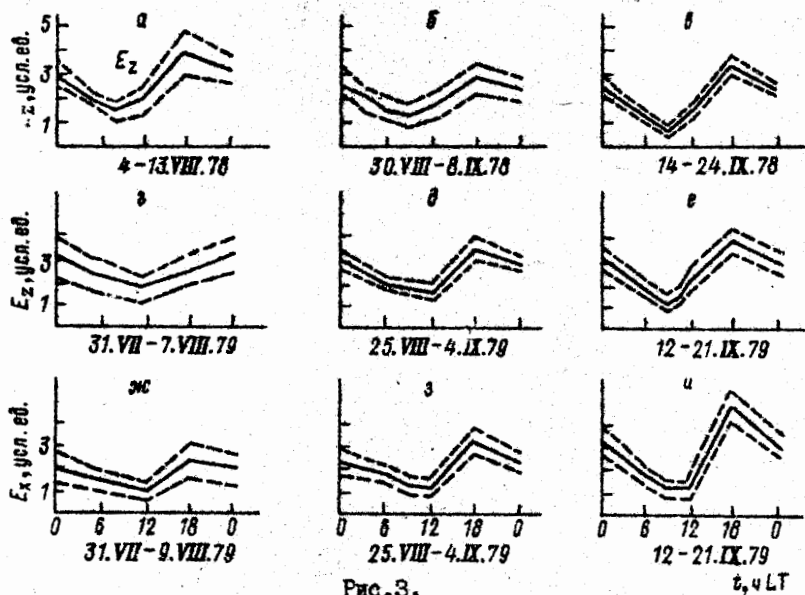 а б в
5
3
1
E_z, усл. ед.
E_z
4-13.VIII.78 30.VIII-8.IX.78 14-24.IX.78
г д е
3
1
E_z, усл. ед.
31.VII-7.VIII.79 25.VIII-4.IX.79 12-21.IX.79
ж з и
3
1
E_x, усл. ед.
0 6 12 18 0 0 6 12 18 0 0 6 12 18 0
31.VII-9.VIII.79 25.VIII-4.IX.79 12-21.IX.79
t, ч LT
Рис.3.